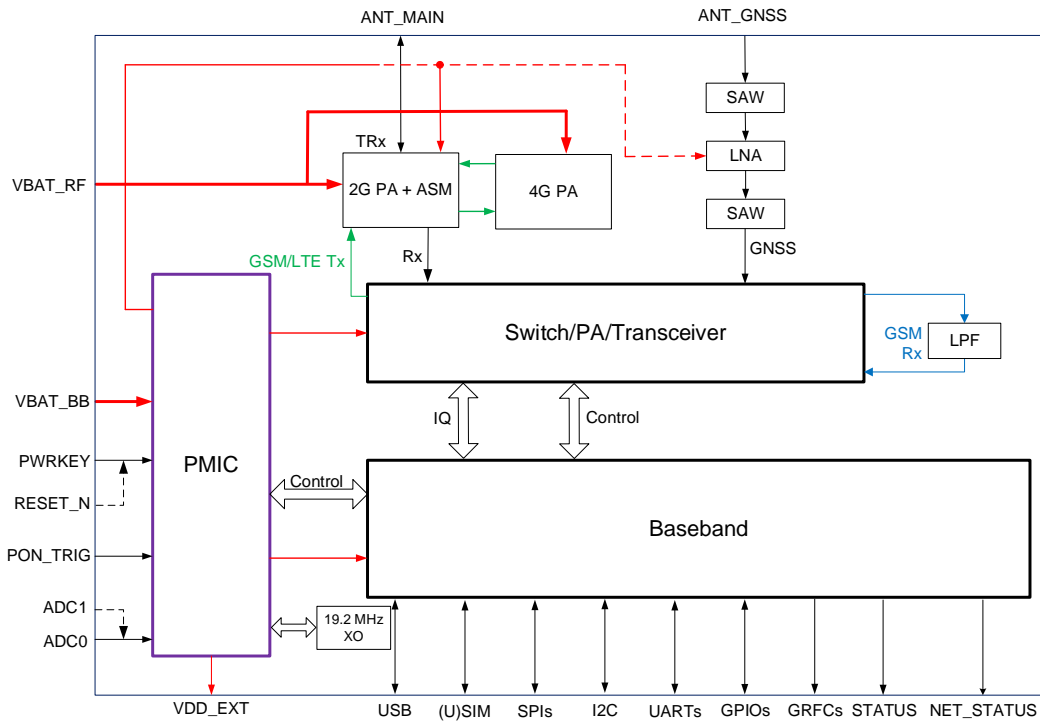 ANT_MAIN
ANT_GNSS
SAW
TRx
LNA
VBAT_RF
2G PA + ASM
4G PA
SAW
GSM/LTE Tx
Rx
GNSS
Switch/PA/Transceiver
GSM
Rx
LPF
VBAT_BB
IQ
Control
PWRKEY
PMIC
RESET_N
Control
Baseband
PON_TRIG
ADC1
ADC0
19.2 MHz
XO
VDD_EXT
USB
(U)SIM
SPIs
I2C
UARTs
GPIOs
GRFCs
STATUS
NET_STATUS